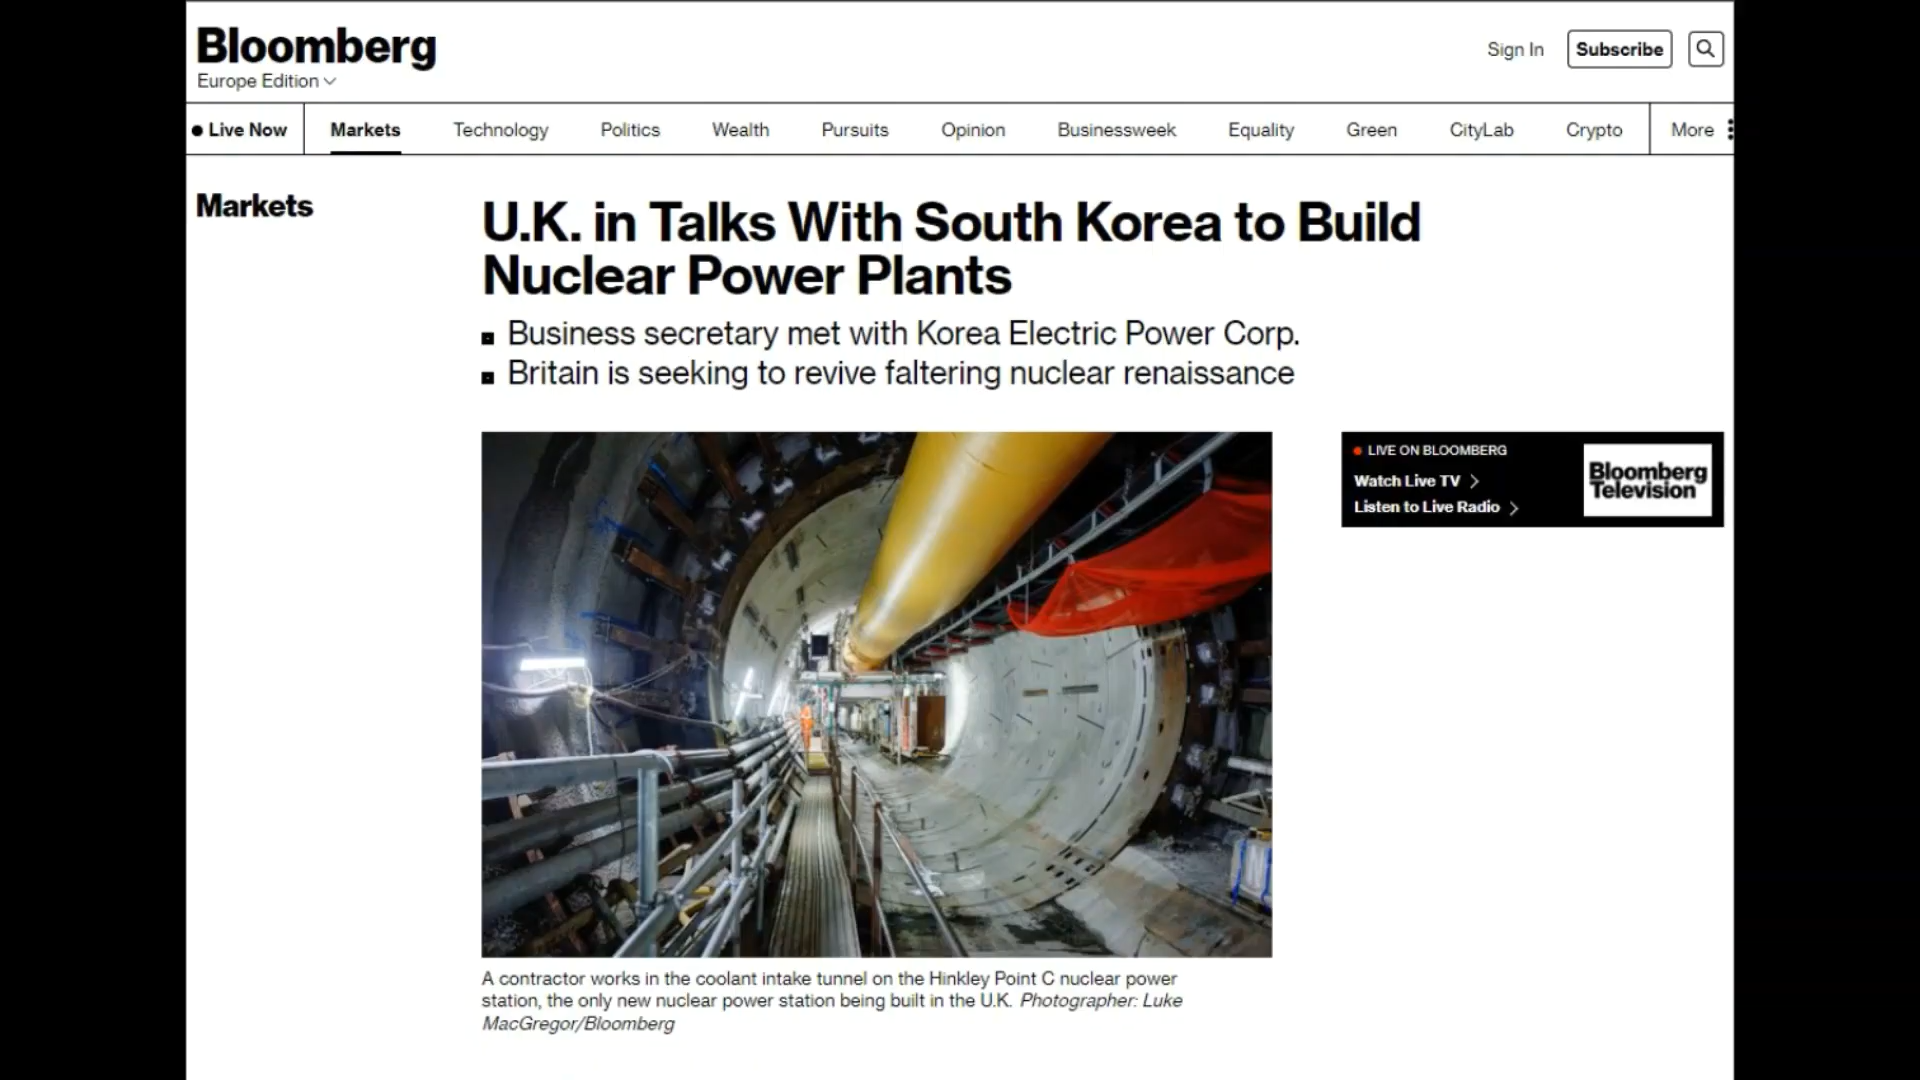 Bloomberg
Europe Edition
Sign In
Subscribe
Live Now
Markets
Technology
Politics
Wealth
Pursuits
Opinion
Businessweek
Equality
Green
CityLab
Crypto
More
Markets
U.K. in Talks With South Korea to Build
Nuclear Power Plants
Business secretary met with Korea Electric Power Corp.
Britain is seeking to revive faltering nuclear renaissance
LIVE ON BLOOMBERG
Watch Live TV
Listen to Live Radio
Bloomberg
Television
A contractor works in the coolant intake tunnel on the Hinkley Point C nuclear power
station, the only new nuclear power station being built in the U.K. Photographer: Luke
MacGregor/Bloomberg